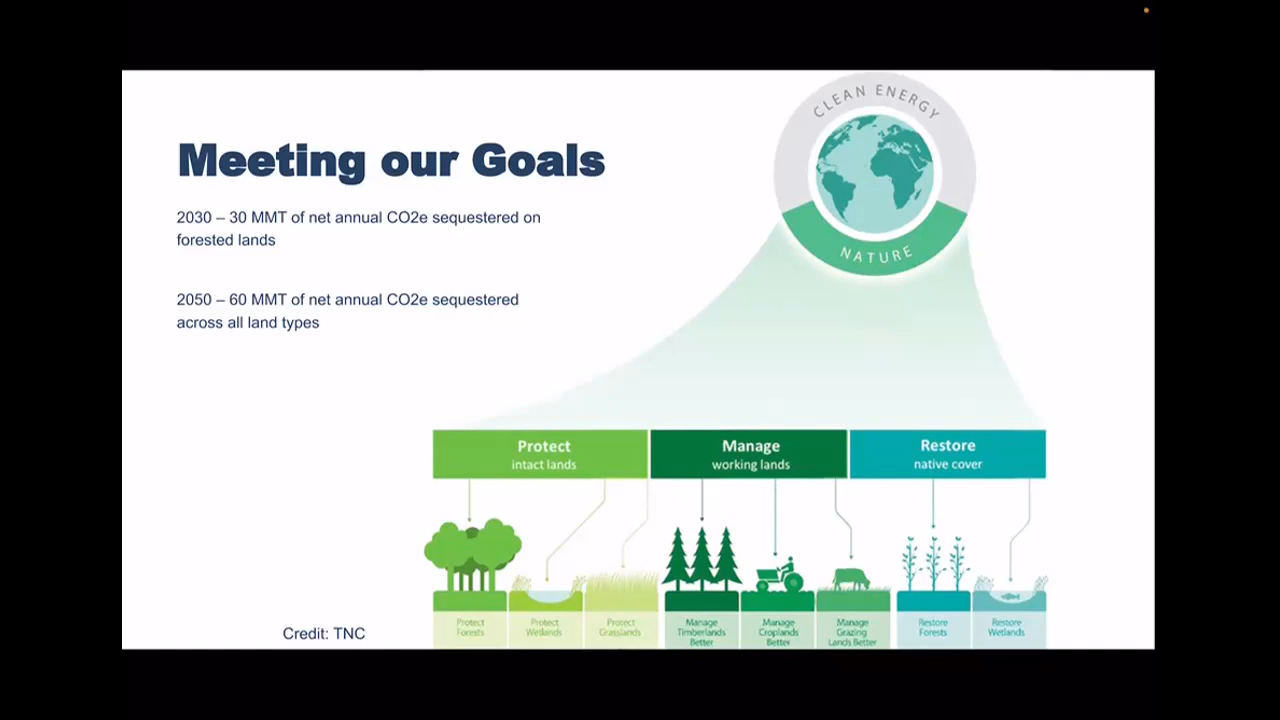 CLEAN ENERGY
NATURE
Meeting our Goals
2030 – 30 MMT of net annual CO2e sequestered on
forested lands
2050 – 60 MMT of net annual CO2e sequestered
across all land types
Protect
intact lands
Manage
working lands
Restore
native cover
Protect
Forests
Protect
Wetlands
Protect
Grasslands
Manage
Timberlands
Better
Manage
Croplands
Better
Manage
Grazing
Lands Better
Restore
Forests
Restore
Wetlands
Credit: TNC